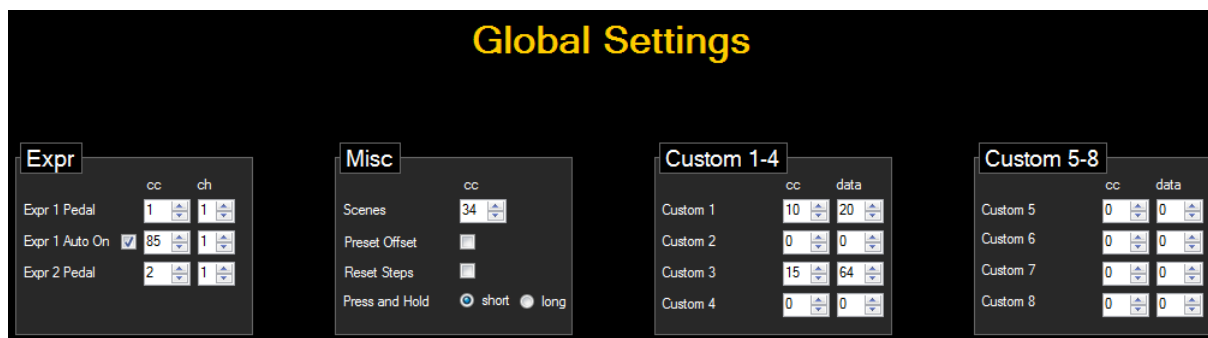 Global Settings
Expr
cc ch
Expr 1 Pedal 1 1
Expr 1 Auto On 85 1
Expr 2 Pedal 2 1
Misc
cc
Scenes 34
Preset Offset
Reset Steps
Press and Hold short long
Custom 1-4
cc data
Custom 1 10 20
Custom 2 0 0
Custom 3 15 64
Custom 4 0 0
Custom 5-8
cc data
Custom 5 0 0
Custom 6 0 0
Custom 7 0 0
Custom 8 0 0